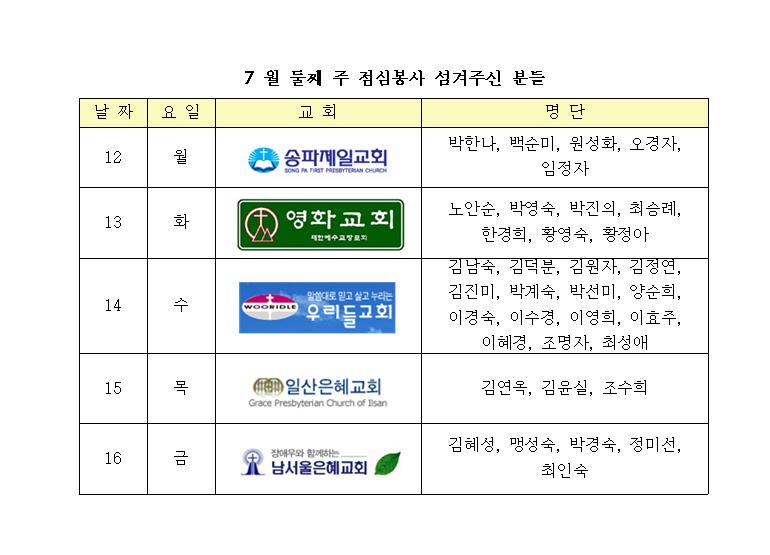 7 월 둘째 주 점심봉사 섬겨주신 분들
날 짜 요 일 교 회 명 단
12 월 송파제일교회 SONG PA FIRST PRESBYTERIAN CHURCH 박한나, 백순미, 원성화, 오경자,
임정자
13 화 영화교회 대한예수교장로회 노안순, 박영숙, 박진의, 최승례,
한경희, 황영숙, 황정아
14 수 WOORIDLE 말씀대로 믿고 살고 누리는 우리들교회 김남숙, 김덕분, 김원자, 김정연,
김진미, 박계숙, 박선미, 양순희,
이경숙, 이수경, 이영희, 이효주,
이혜경, 조명자, 최성애
15 목 일산은혜교회 Grace Presbyterian Church of Ilsan 김연옥, 김윤실, 조수희
16 금 장애우와 함께하는 남서울은혜교회 김혜성, 맹성숙, 박경숙, 정미선,
최인숙